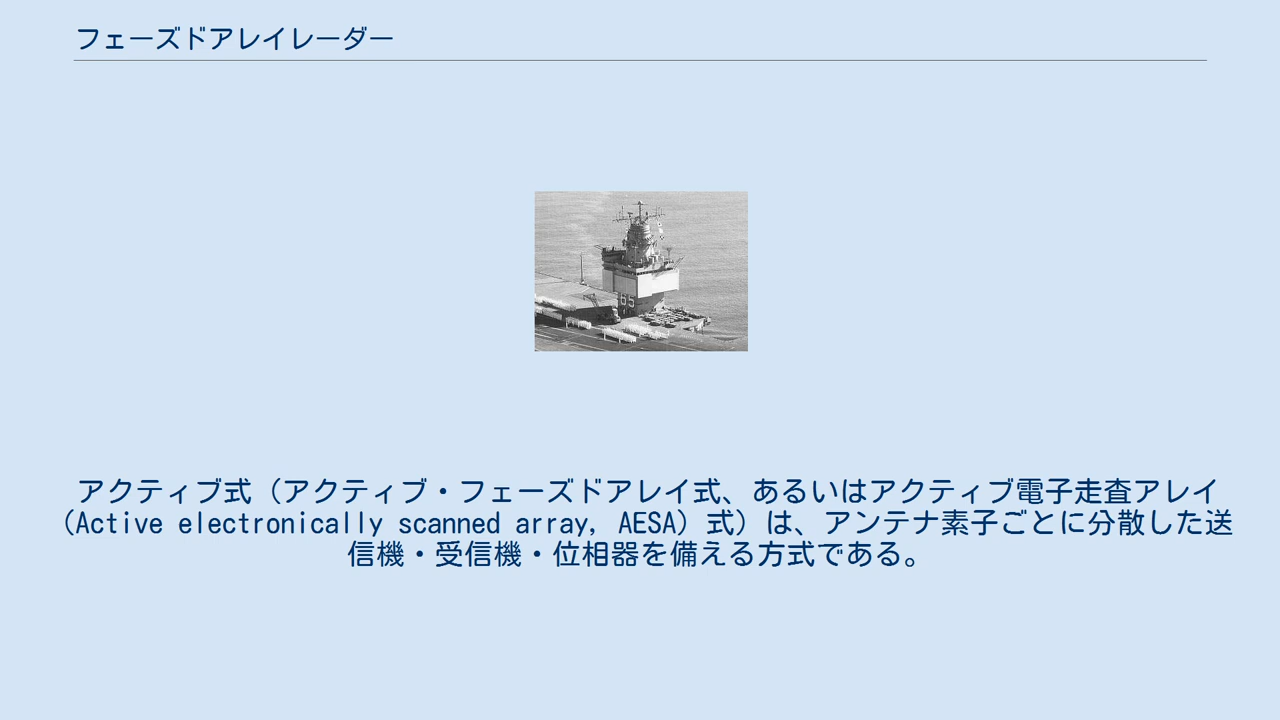 フェーズドアレイレーダー
65
アクティブ式（アクティブ・フェーズドアレイ式、あるいはアクティブ電子走査アレイ
（Active electronically scanned array, AESA）式）は、アンテナ素子ごとに分散した送
信機・受信機・位相器を備える方式である。